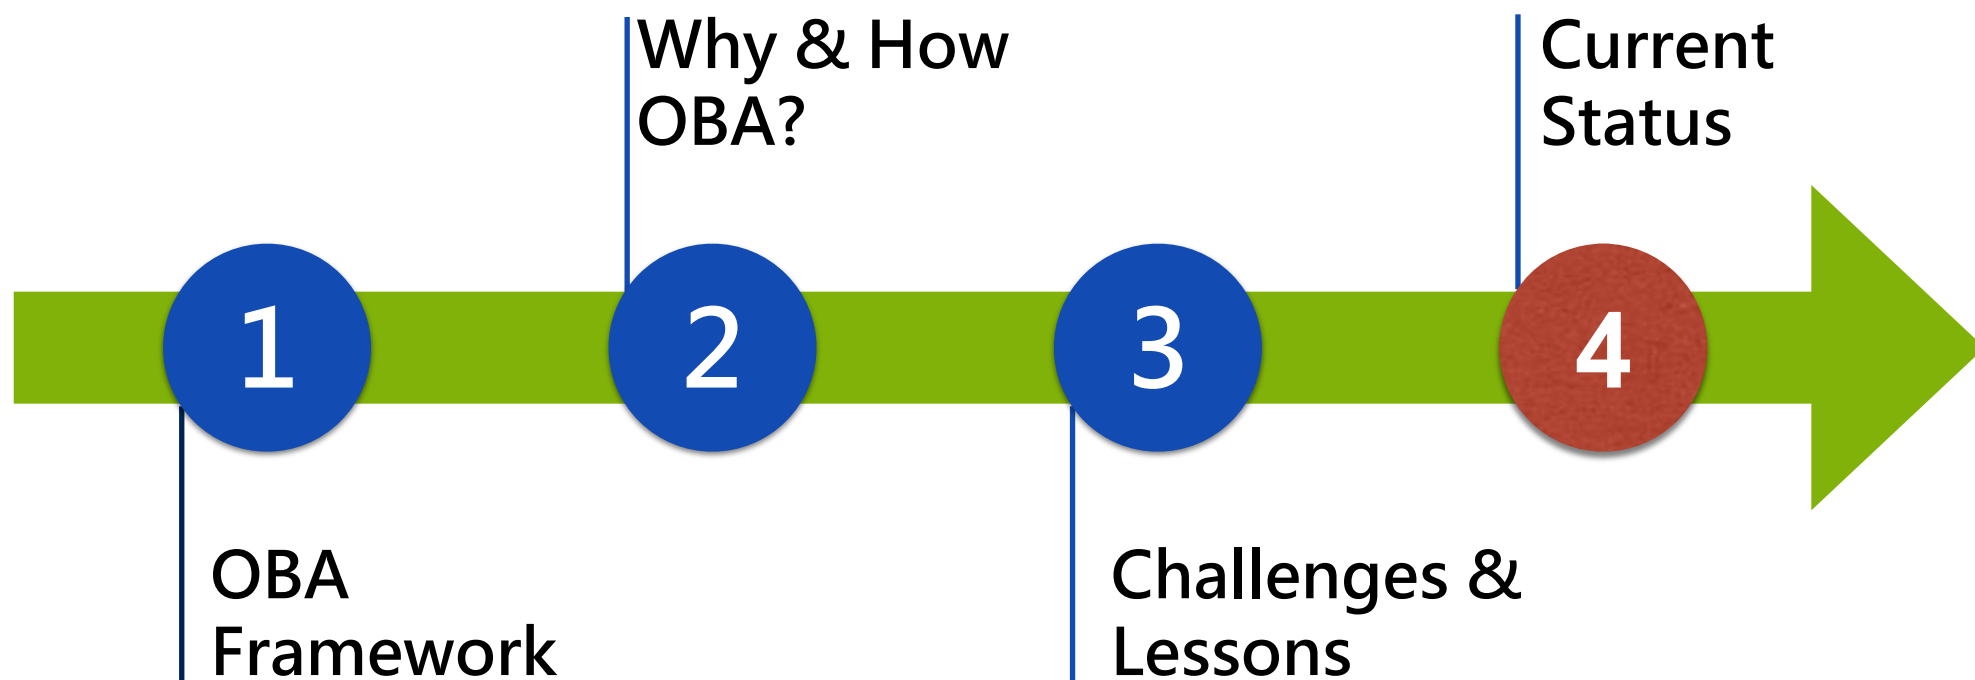 Why & How
OBA?
Current
Status
1
2
3
4
OBA
Framework
Challenges &
Lessons